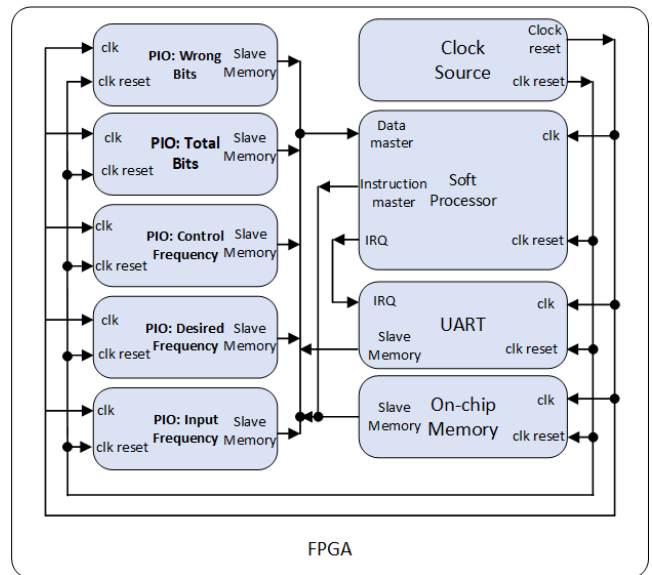 clk
PIO: Wrong
Bits
Slave
Memory
clk reset
clk
PIO: Total
Bits
Slave
Memory
clk reset
clk
PIO: Control
Frequency
Slave
Memory
clk reset
PIO: Desired
Frequency
Slave
Memory
clk
clk reset
clk
PIO: Input
Frequency
Slave
Memory
clk reset
Clock
Source
Clock
reset
clk reset
Data
master
clk
Instruction
master
Soft
Processor
IRQ
clk reset
IRQ
clk
UART
Slave
Memory
clk reset
Slave
Memory
On-chip
Memory
clk
clk reset
FPGA